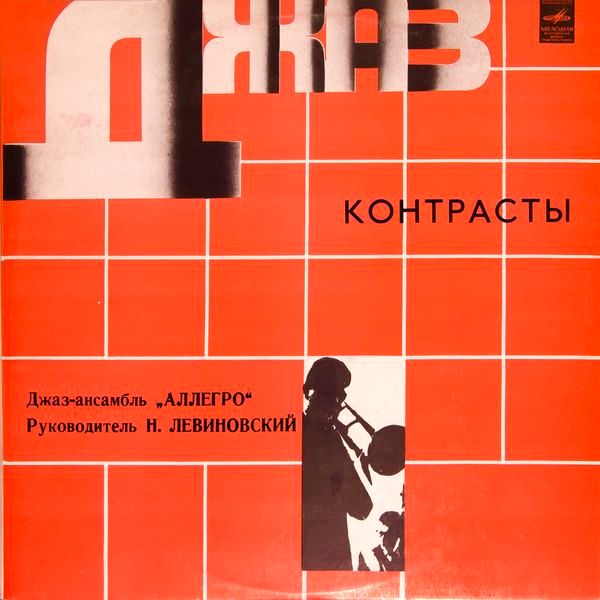 ДЖАЗ
МЕЛОДИЯ
КОНТРАСТЫ
Джаз-ансамбль „АЛЛЕГРО“
Руководитель Н. ЛЕВИНОВСКИЙ